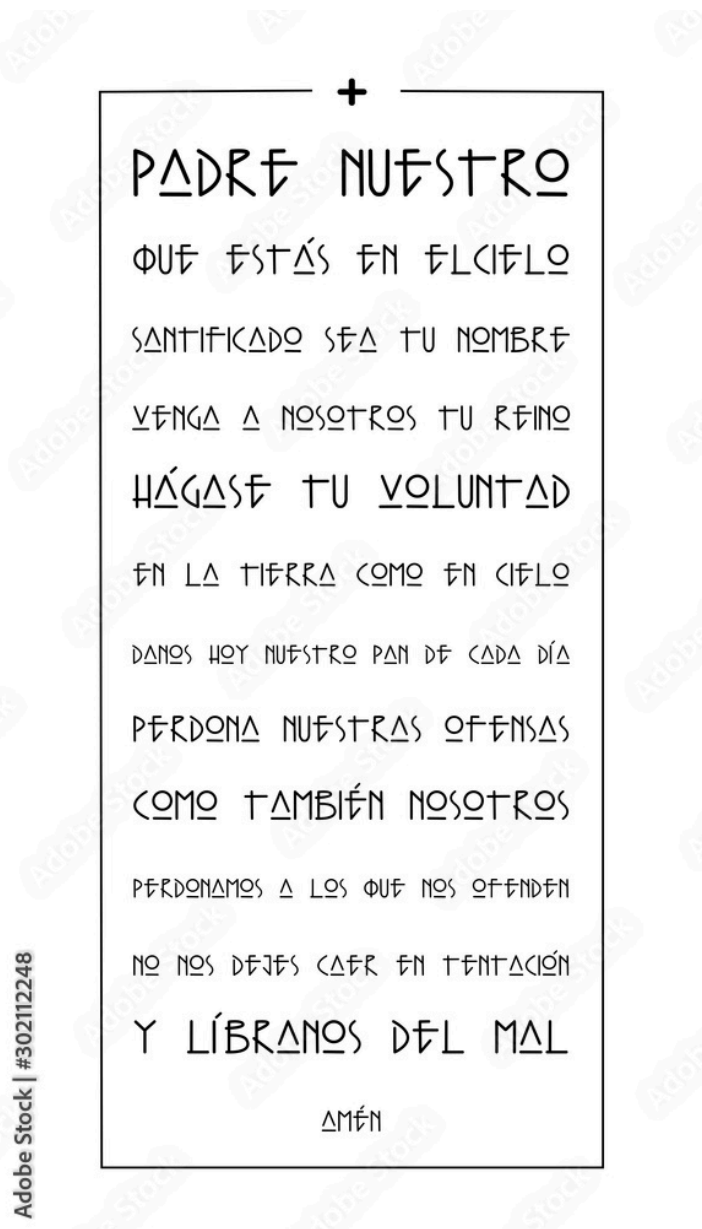 PADRE NUESTRO
QUE ESTÁS EN ELCIELO
SANTIFICADO SEA TU NOMBRE
VENGA A NOSOTROS TU REINO
HÁGASE TU VOLUNTAD
EN LA TIERRA COMO EN CIELO
DANOS HOY NUESTRO PAN DE CADA DÍA
PERDONA NUESTRAS OFENSAS
COMO TAMBIÉN NOSOTROS
PERDONAMOS A LOS QUE NOS OFENDEN
NO NOS DEJES CAER EN TENTACIÓN
Y LÍBRANOS DEL MAL
AMÉN
Adobe Stock | #302112248